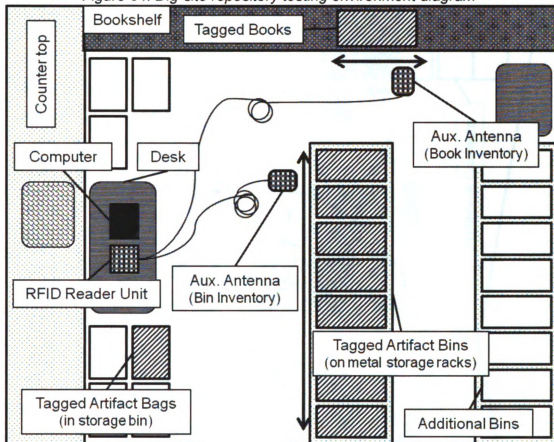 Bookshelf
Tagged Books
Counter top
Aux. Antenna
(Book Inventory)
Computer
Desk
RFID Reader Unit
Aux. Antenna
(Bin Inventory)
Tagged Artifact Bins
(on metal storage racks)
Tagged Artifact Bags
(in storage bin)
Additional Bins